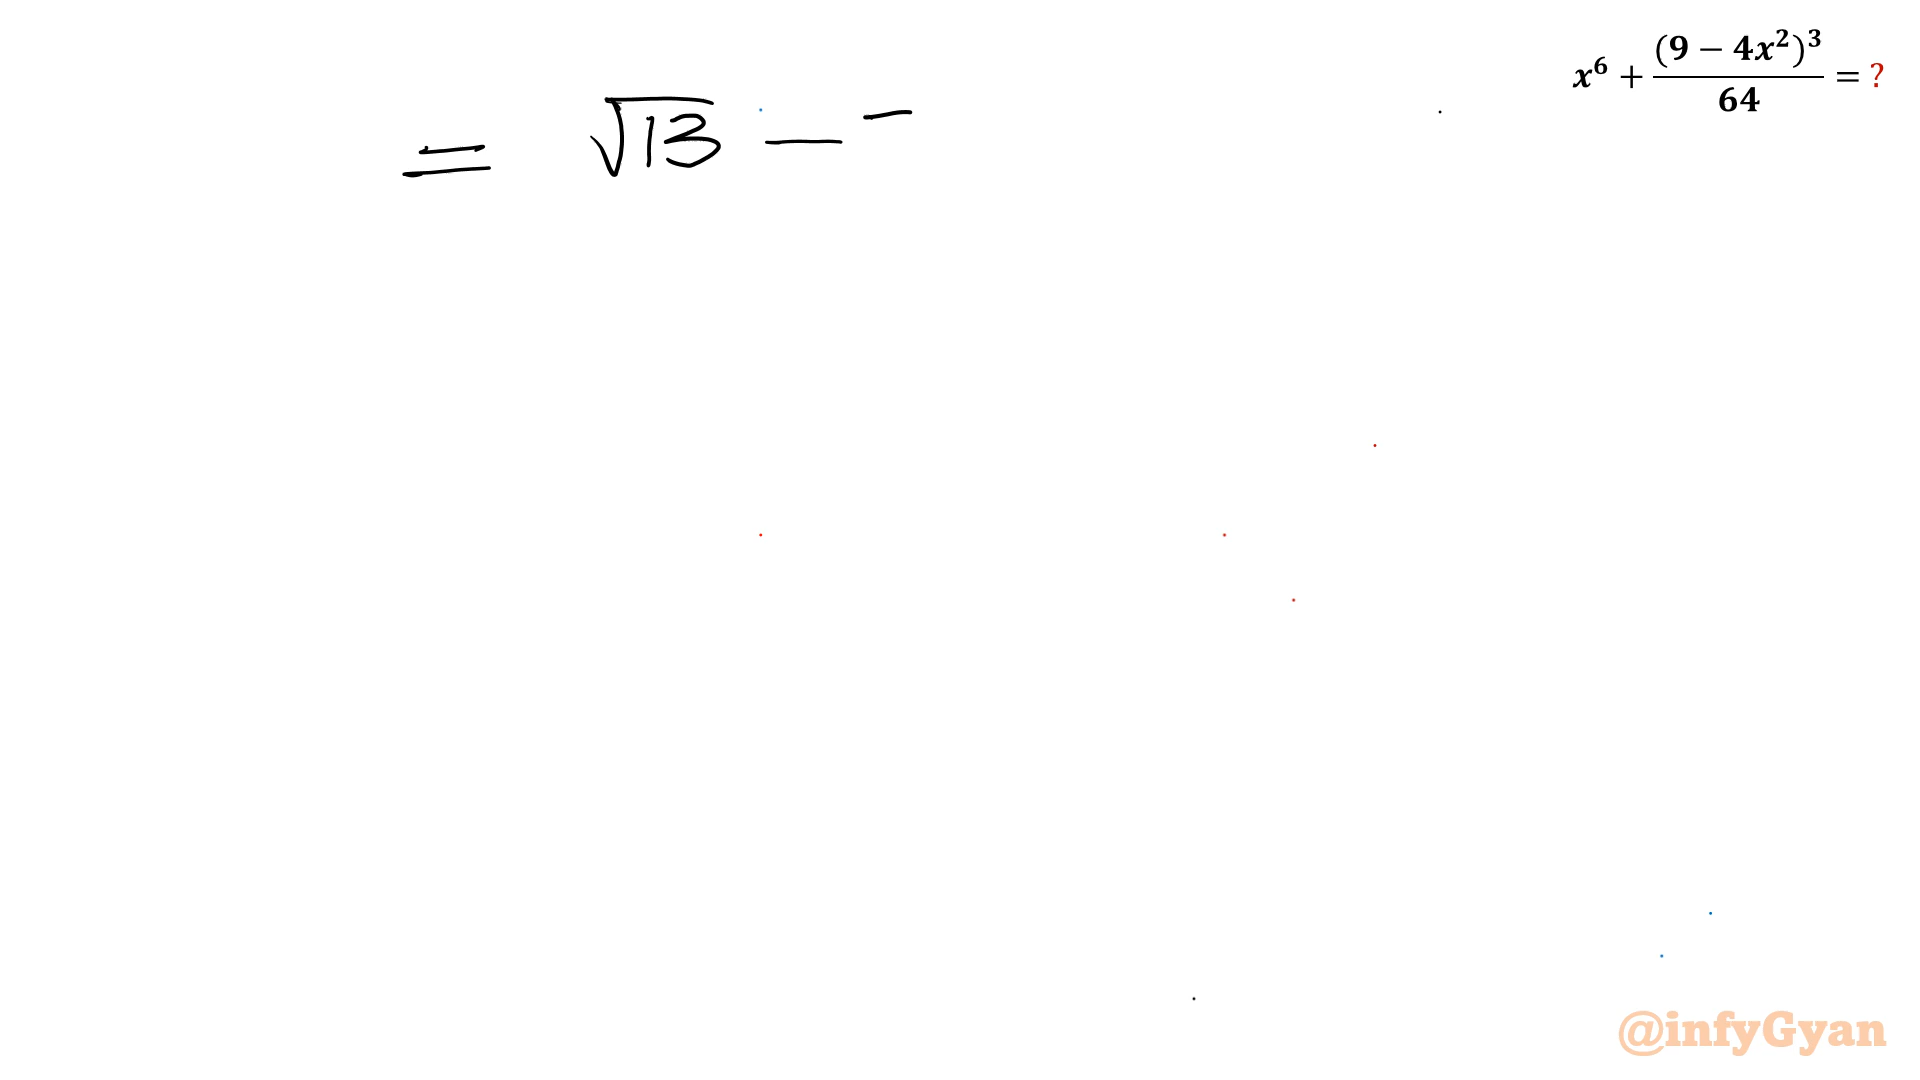 x⁶ + (9 − 4x²)³ / 64 = ?
= √13 −
@infyGyan